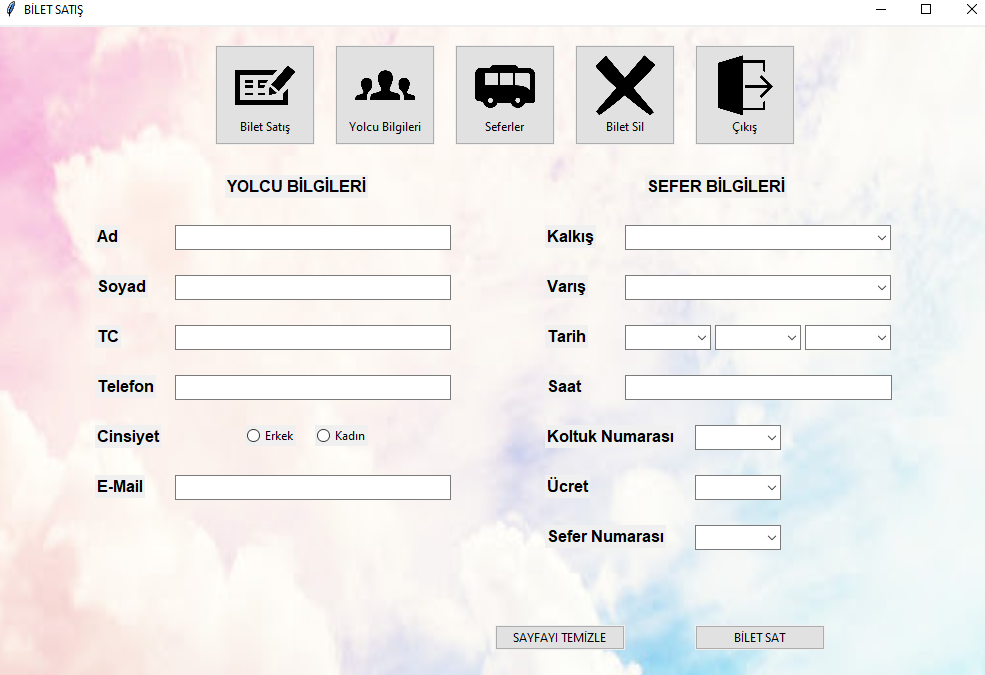 BİLET SATIŞ
Bilet Satış
Yolcu Bilgileri
Seferler
Bilet Sil
Çıkış
YOLCU BİLGİLERİ
Ad
Soyad
TC
Telefon
Cinsiyet
Erkek
Kadın
E-Mail
SEFER BİLGİLERİ
Kalkış
Varış
Tarih
Saat
Koltuk Numarası
Ücret
Sefer Numarası
SAYFAYI TEMİZLE
BİLET SAT